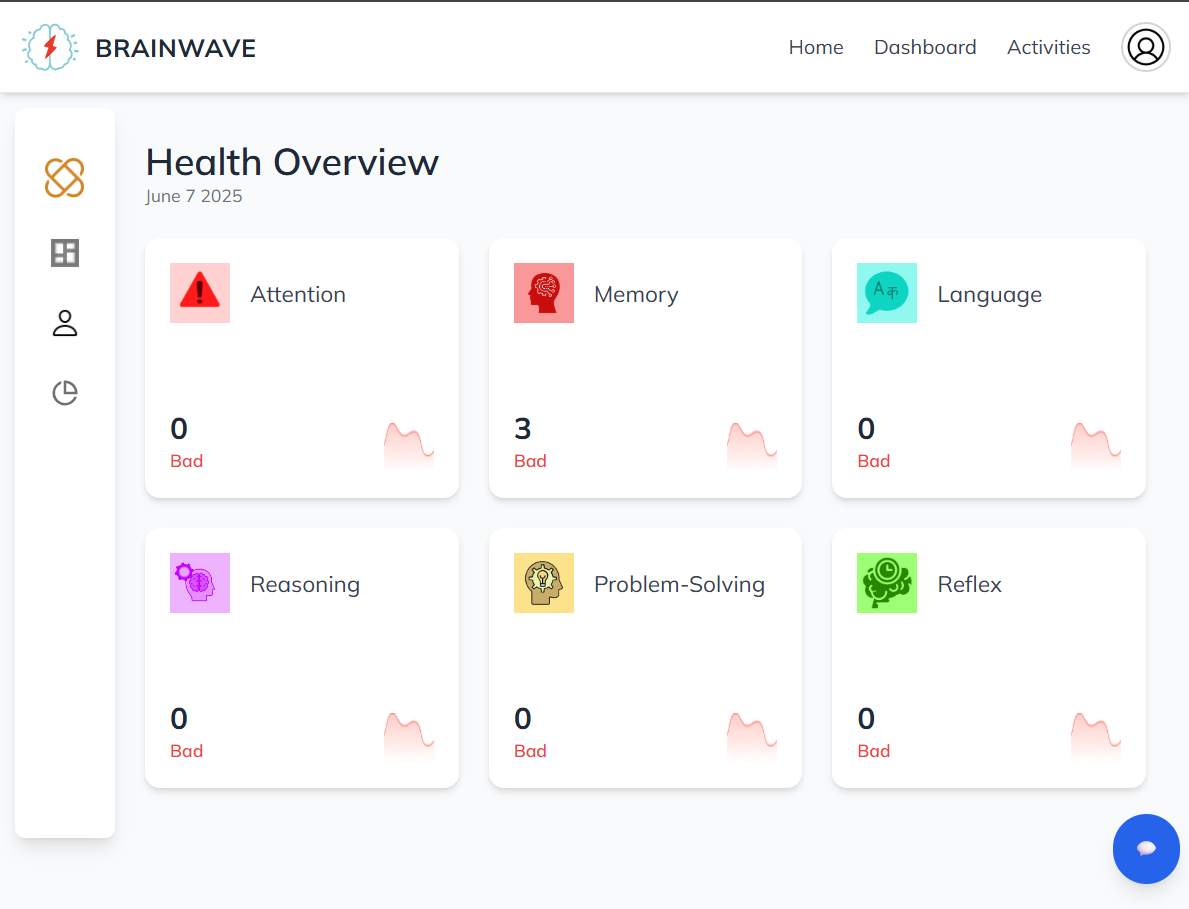 BRAINWAVE
Home Dashboard Activities
Health Overview
June 7 2025
Attention
0
Bad
Memory
3
Bad
A
Language
0
Bad
Reasoning
0
Bad
Problem-Solving
0
Bad
Reflex
0
Bad